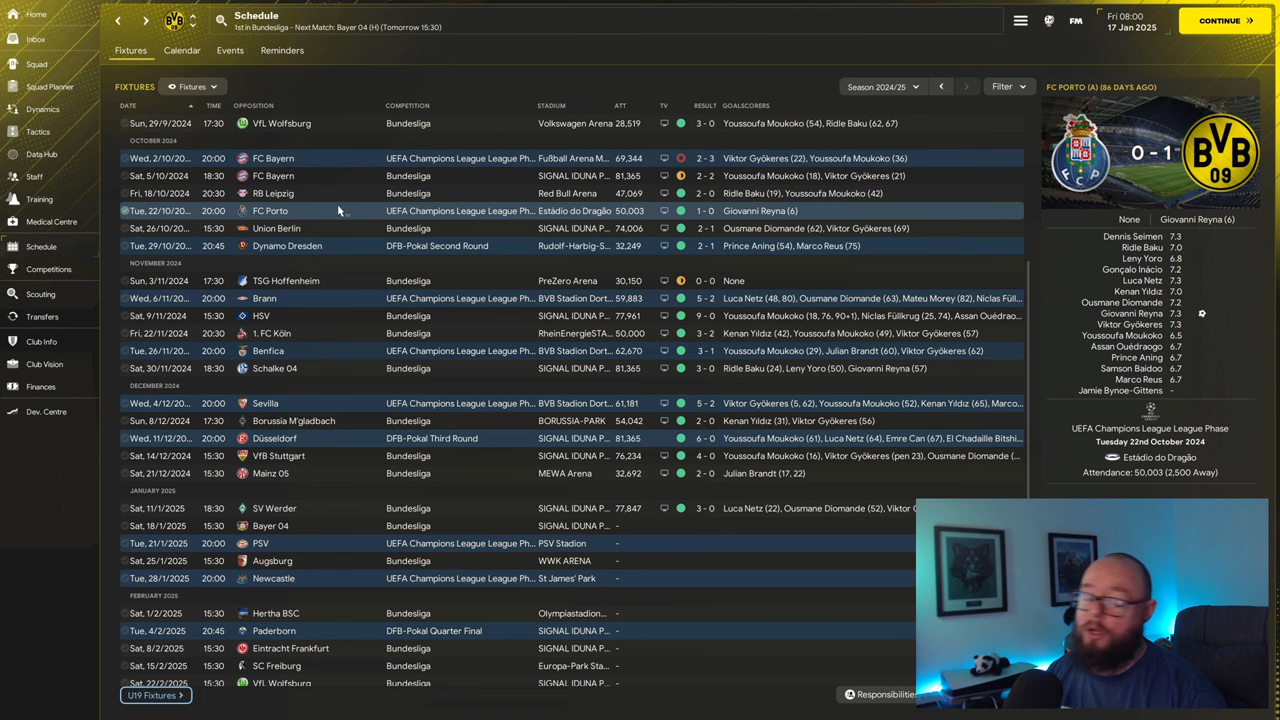 Home
Inbox
Squad
Squad Planner
Dynamics
Tactics
Data Hub
Staff
Training
Medical Centre
Schedule
Competitions
Scouting
Transfers
Club Info
Club Vision
Finances
Dev. Centre
Schedule
1st in Bundesliga - Next Match: Bayer 04 (H) (Tomorrow 15:30)
FM
Fri 08:00
17 Jan 2025
CONTINUE
Fixtures Calendar Events Reminders
FIXTURES Fixtures Season 2024/25 Filter
DATE TIME OPPOSITION COMPETITION STADIUM ATT TV RESULT GOALSCORERS
Sun, 29/9/2024 17:30 VfL Wolfsburg Bundesliga Volkswagen Arena 28,519 3 - 0 Youssoufa Moukoko (54), Ridle Baku (62, 67)
OCTOBER 2024
Wed, 2/10/20... 20:00 FC Bayern UEFA Champions League League Ph... Fußball Arena M... 69,344 2 - 3 Viktor Gyökeres (22), Youssoufa Moukoko (36)
Sat, 5/10/2024 18:30 FC Bayern Bundesliga SIGNAL IDUNA P... 81,365 2 - 2 Youssoufa Moukoko (18), Viktor Gyökeres (21)
Fri, 18/10/2024 20:30 RB Leipzig Bundesliga Red Bull Arena 47,069 2 - 0 Ridle Baku (19), Youssoufa Moukoko (42)
Tue, 22/10/20... 20:00 FC Porto UEFA Champions League League Ph... Estádio do Dragão 50,003 1 - 0 Giovanni Reyna (6)
Sat, 26/10/20... 15:30 Union Berlin Bundesliga SIGNAL IDUNA P... 74,006 2 - 1 Ousmane Diomande (62), Viktor Gyökeres (69)
Tue, 29/10/20... 20:45 Dynamo Dresden DFB-Pokal Second Round Rudolf-Harbig-S... 32,249 2 - 1 Prince Aning (54), Marco Reus (75)
NOVEMBER 2024
Sun, 3/11/2024 17:30 TSG Hoffenheim Bundesliga PreZero Arena 30,150 0 - 0 None
Wed, 6/11/20... 20:00 Brann UEFA Champions League League Ph... BVB Stadion Dort... 59,883 5 - 2 Luca Netz (48, 80), Ousmane Diomande (63), Mateu Morey (82), Niclas Füll...
Sat, 9/11/2024 15:30 HSV Bundesliga SIGNAL IDUNA P... 77,961 9 - 0 Youssoufa Moukoko (18, 76, 90+1), Niclas Füllkrug (25, 74), Assan Ouédrao...
Fri, 22/11/2024 20:30 1. FC Köln Bundesliga RheinEnergieSTA... 50,000 3 - 2 Kenan Yıldız (42), Youssoufa Moukoko (49), Viktor Gyökeres (57)
Tue, 26/11/20... 20:00 Benfica UEFA Champions League League Ph... BVB Stadion Dort... 62,670 3 - 1 Youssoufa Moukoko (29), Julian Brandt (60), Viktor Gyökeres (62)
Sat, 30/11/2024 15:30 Schalke 04 Bundesliga SIGNAL IDUNA P... 81,365 3 - 0 Ridle Baku (24), Leny Yoro (50), Giovanni Reyna (57)
DECEMBER 2024
Wed, 4/12/20... 20:00 Sevilla UEFA Champions League League Ph... BVB Stadion Dort... 61,181 5 - 2 Viktor Gyökeres (5, 62), Youssoufa Moukoko (52), Kenan Yıldız (65), Marco...
Sun, 8/12/2024 17:30 Borussia M'gladbach Bundesliga BORUSSIA-PARK 54,042 2 - 0 Kenan Yıldız (31), Viktor Gyökeres (56)
Wed, 11/12/20... 20:00 Düsseldorf DFB-Pokal Third Round SIGNAL IDUNA P... 81,365 6 - 0 Youssoufa Moukoko (61), Luca Netz (64), Emre Can (67), El Chadaille Bitshi...
Sat, 14/12/2024 15:30 VfB Stuttgart Bundesliga SIGNAL IDUNA P... 76,234 4 - 0 Youssoufa Moukoko (16), Viktor Gyökeres (pen 23), Ousmane Diomande (...
Sat, 21/12/2024 15:30 Mainz 05 Bundesliga MEWA Arena 32,692 2 - 0 Julian Brandt (17, 22)
JANUARY 2025
Sat, 11/1/2025 18:30 SV Werder Bundesliga SIGNAL IDUNA P... 77,847 3 - 0 Luca Netz (22), Ousmane Diomande (52), Viktor G
Sat, 18/1/2025 15:30 Bayer 04 Bundesliga SIGNAL IDUNA P... -
Tue, 21/1/2025 20:00 PSV UEFA Champions League League Ph... PSV Stadion -
Sat, 25/1/2025 15:30 Augsburg Bundesliga WWK ARENA -
Tue, 28/1/2025 20:00 Newcastle UEFA Champions League League Ph... St James' Park -
FEBRUARY 2025
Sat, 1/2/2025 15:30 Hertha BSC Bundesliga Olympiastadion... -
Tue, 4/2/2025 20:45 Paderborn DFB-Pokal Quarter Final SIGNAL IDUNA P... -
Sat, 8/2/2025 15:30 Eintracht Frankfurt Bundesliga SIGNAL IDUNA P... -
Sat, 15/2/2025 15:30 SC Freiburg Bundesliga Europa-Park Sta... -
Sat, 22/2/2025 15:30 VfL Wolfsburg Bundesliga SIGNAL IDUNA P... -
U19 Fixtures
Responsibilities
FC PORTO (A) (86 DAYS AGO)
FCP
0 - 1
BVB
09
None Giovanni Reyna (6)
Dennis Seimen 7.3
Ridle Baku 7.0
Leny Yoro 6.8
Gonçalo Inácio 7.2
Luca Netz 7.3
Kenan Yıldız 7.0
Ousmane Diomande 7.2
Giovanni Reyna 7.3
Viktor Gyökeres 7.3
Youssoufa Moukoko 6.5
Assan Ouédraogo 6.7
Prince Aning 6.7
Samson Baidoo 6.7
Marco Reus 6.7
Jamie Bynoe-Gittens -
UEFA Champions League League Phase
Tuesday 22nd October 2024
Estádio do Dragão
Attendance: 50,003 (2,500 Away)